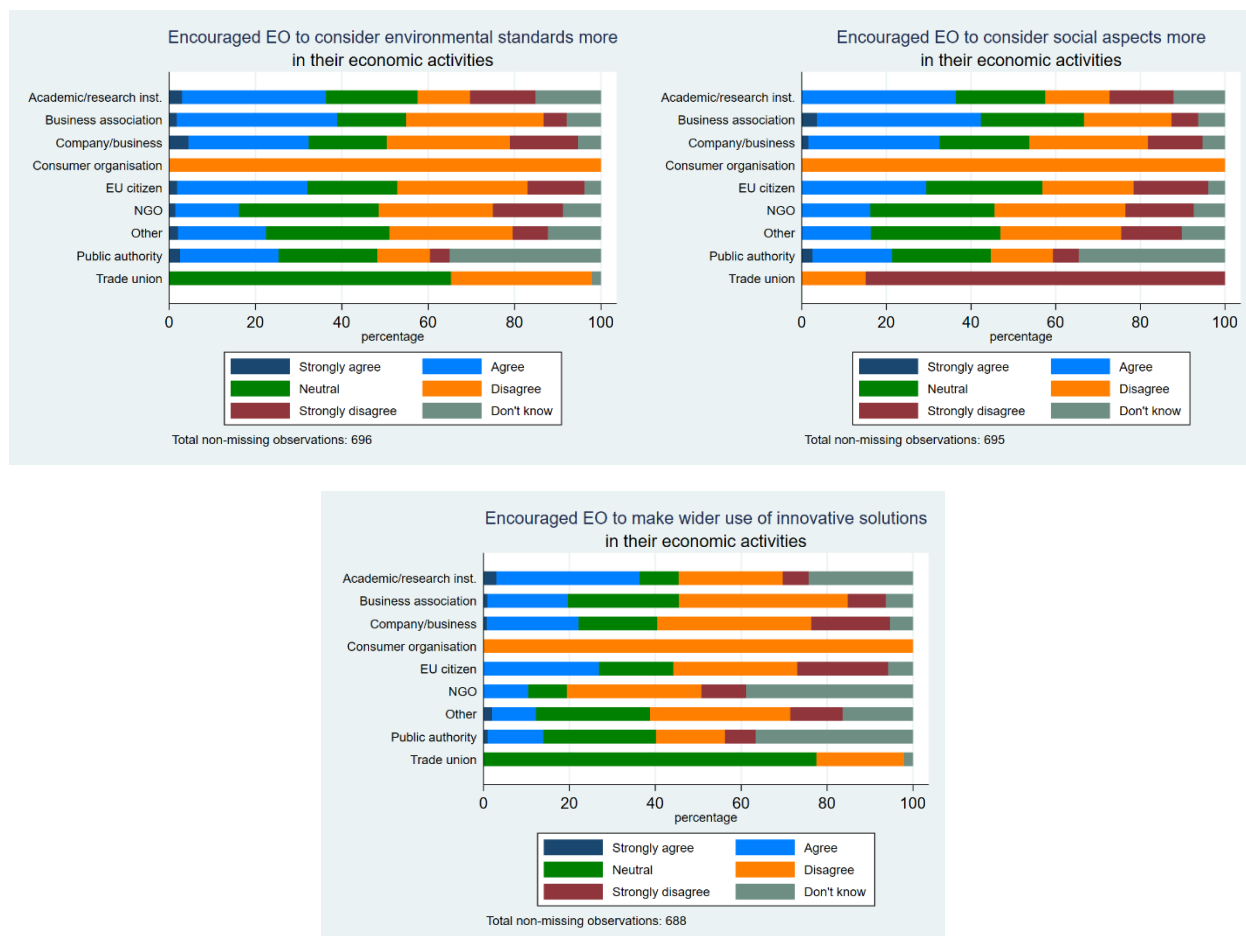 Encouraged EO to consider environmental standards more
in their economic activities
Academic/research inst.
Business association
Company/business
Consumer organisation
EU citizen
NGO
Other
Public authority
Trade union
0 20 40 60 80 100
percentage
Strongly agree Agree
Neutral Disagree
Strongly disagree Don't know
Total non-missing observations: 696
Encouraged EO to consider social aspects more
in their economic activities
Academic/research inst.
Business association
Company/business
Consumer organisation
EU citizen
NGO
Other
Public authority
Trade union
0 20 40 60 80 100
percentage
Strongly agree Agree
Neutral Disagree
Strongly disagree Don't know
Total non-missing observations: 695
Encouraged EO to make wider use of innovative solutions
in their economic activities
Academic/research inst.
Business association
Company/business
Consumer organisation
EU citizen
NGO
Other
Public authority
Trade union
0 20 40 60 80 100
percentage
Strongly agree Agree
Neutral Disagree
Strongly disagree Don't know
Total non-missing observations: 688